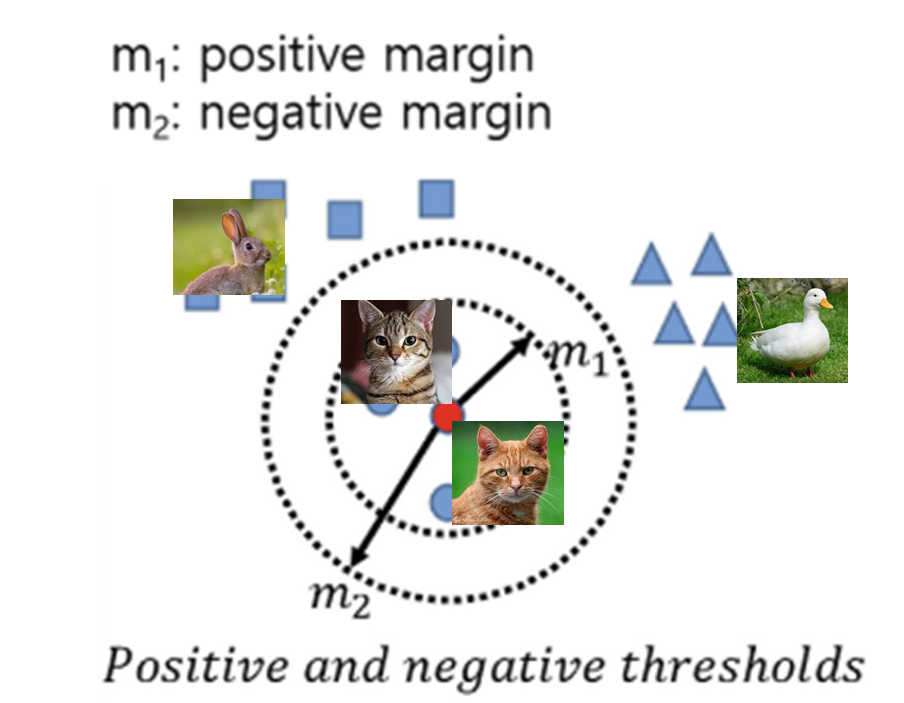 m₁: positive margin
m₂: negative margin
m₁
m₂
Positive and negative thresholds